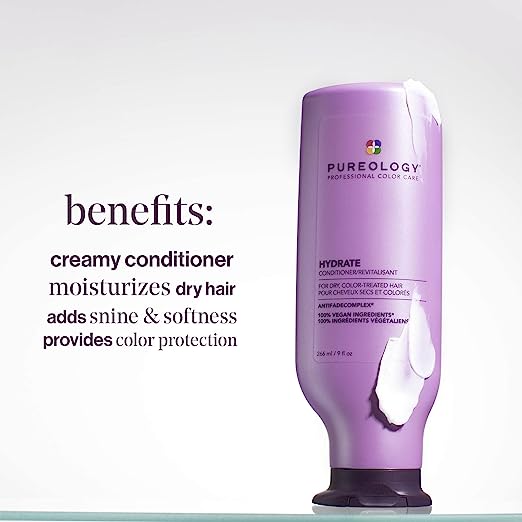 benefits:
creamy conditioner
moisturizes dry hair
adds snine & softness
provides color protection
PUREOLOGY
PROFESSIONAL COLOR CARE
HYDRATE
CONDITIONER/REVITALISANT
FOR DRY, COLOR-TREATED HAIR
POUR CHEVEUX SECS ET COLORÉS
ANTIFADECOMPLEX®
100% VEGAN INGREDIENTS*
100% INGRÉDIENTS VÉGÉTALIENS
266 ml / 9 fl oz